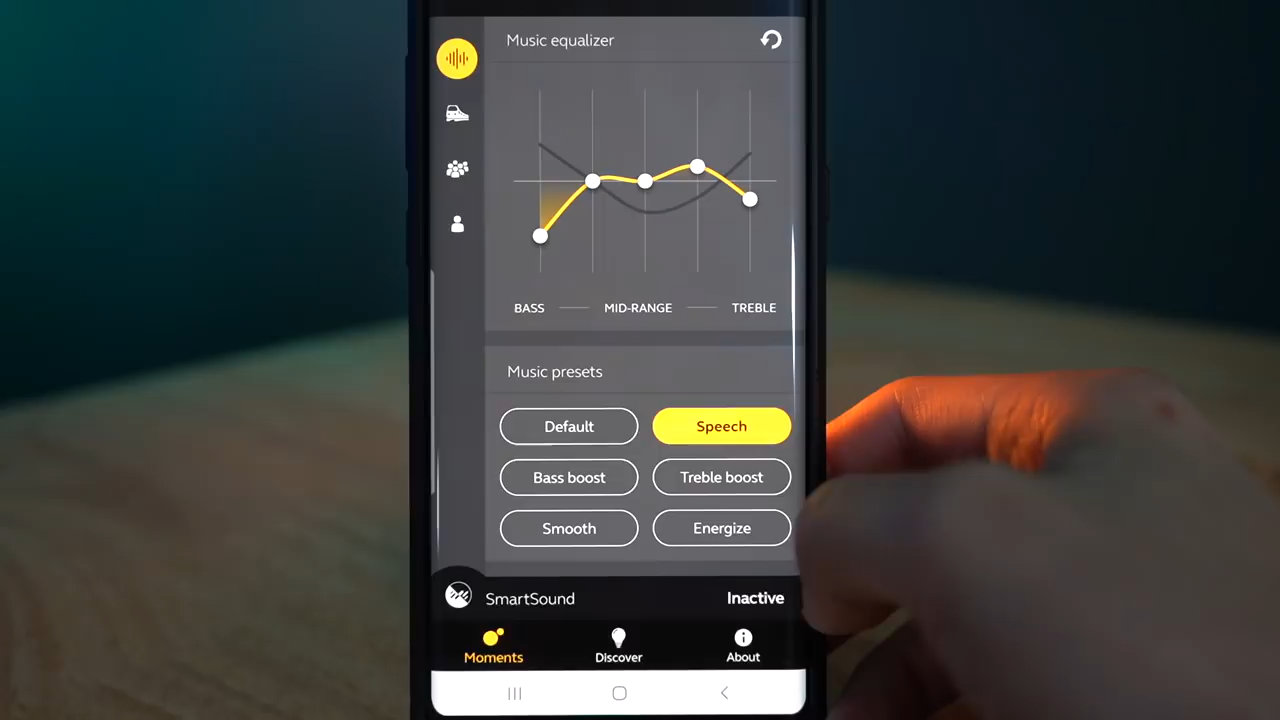 Music equalizer
BASS MID-RANGE TREBLE
Music presets
Default Speech
Bass boost Treble boost
Smooth Energize
SmartSound Inactive
Moments Discover About